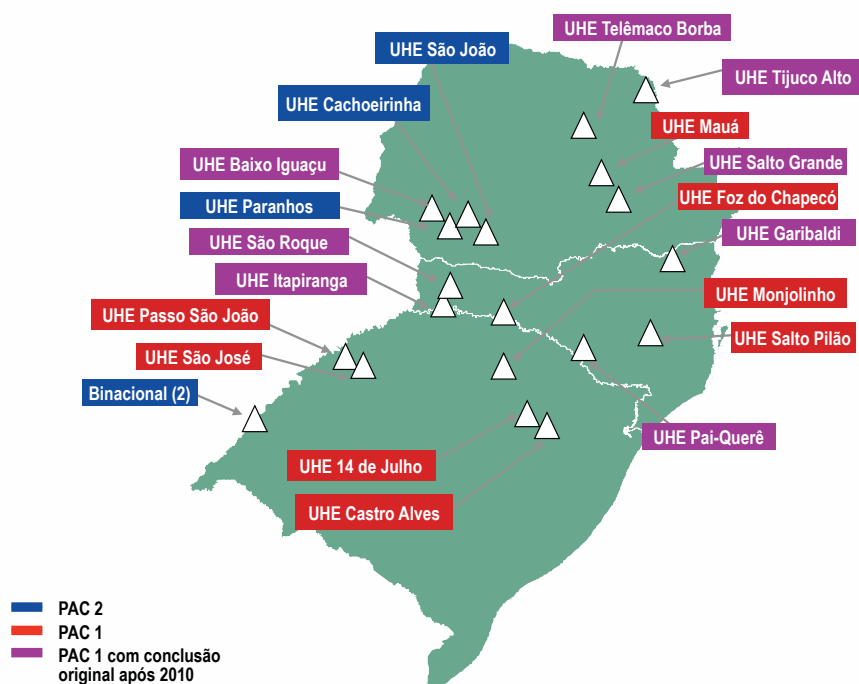 UHE Telêmaco Borba
UHE São João
UHE Tijuco Alto
UHE Cachoeirinha
UHE Mauá
UHE Baixo Iguaçu
UHE Salto Grande
UHE Foz do Chapecó
UHE Paranhos
UHE Garibaldi
UHE São Roque
UHE Itapiranga
UHE Monjolinho
UHE Passo São João
UHE Salto Pilão
UHE São José
Binacional (2)
UHE Pai-Querê
UHE 14 de Julho
UHE Castro Alves
PAC 2
PAC 1
PAC 1 com conclusão
original após 2010